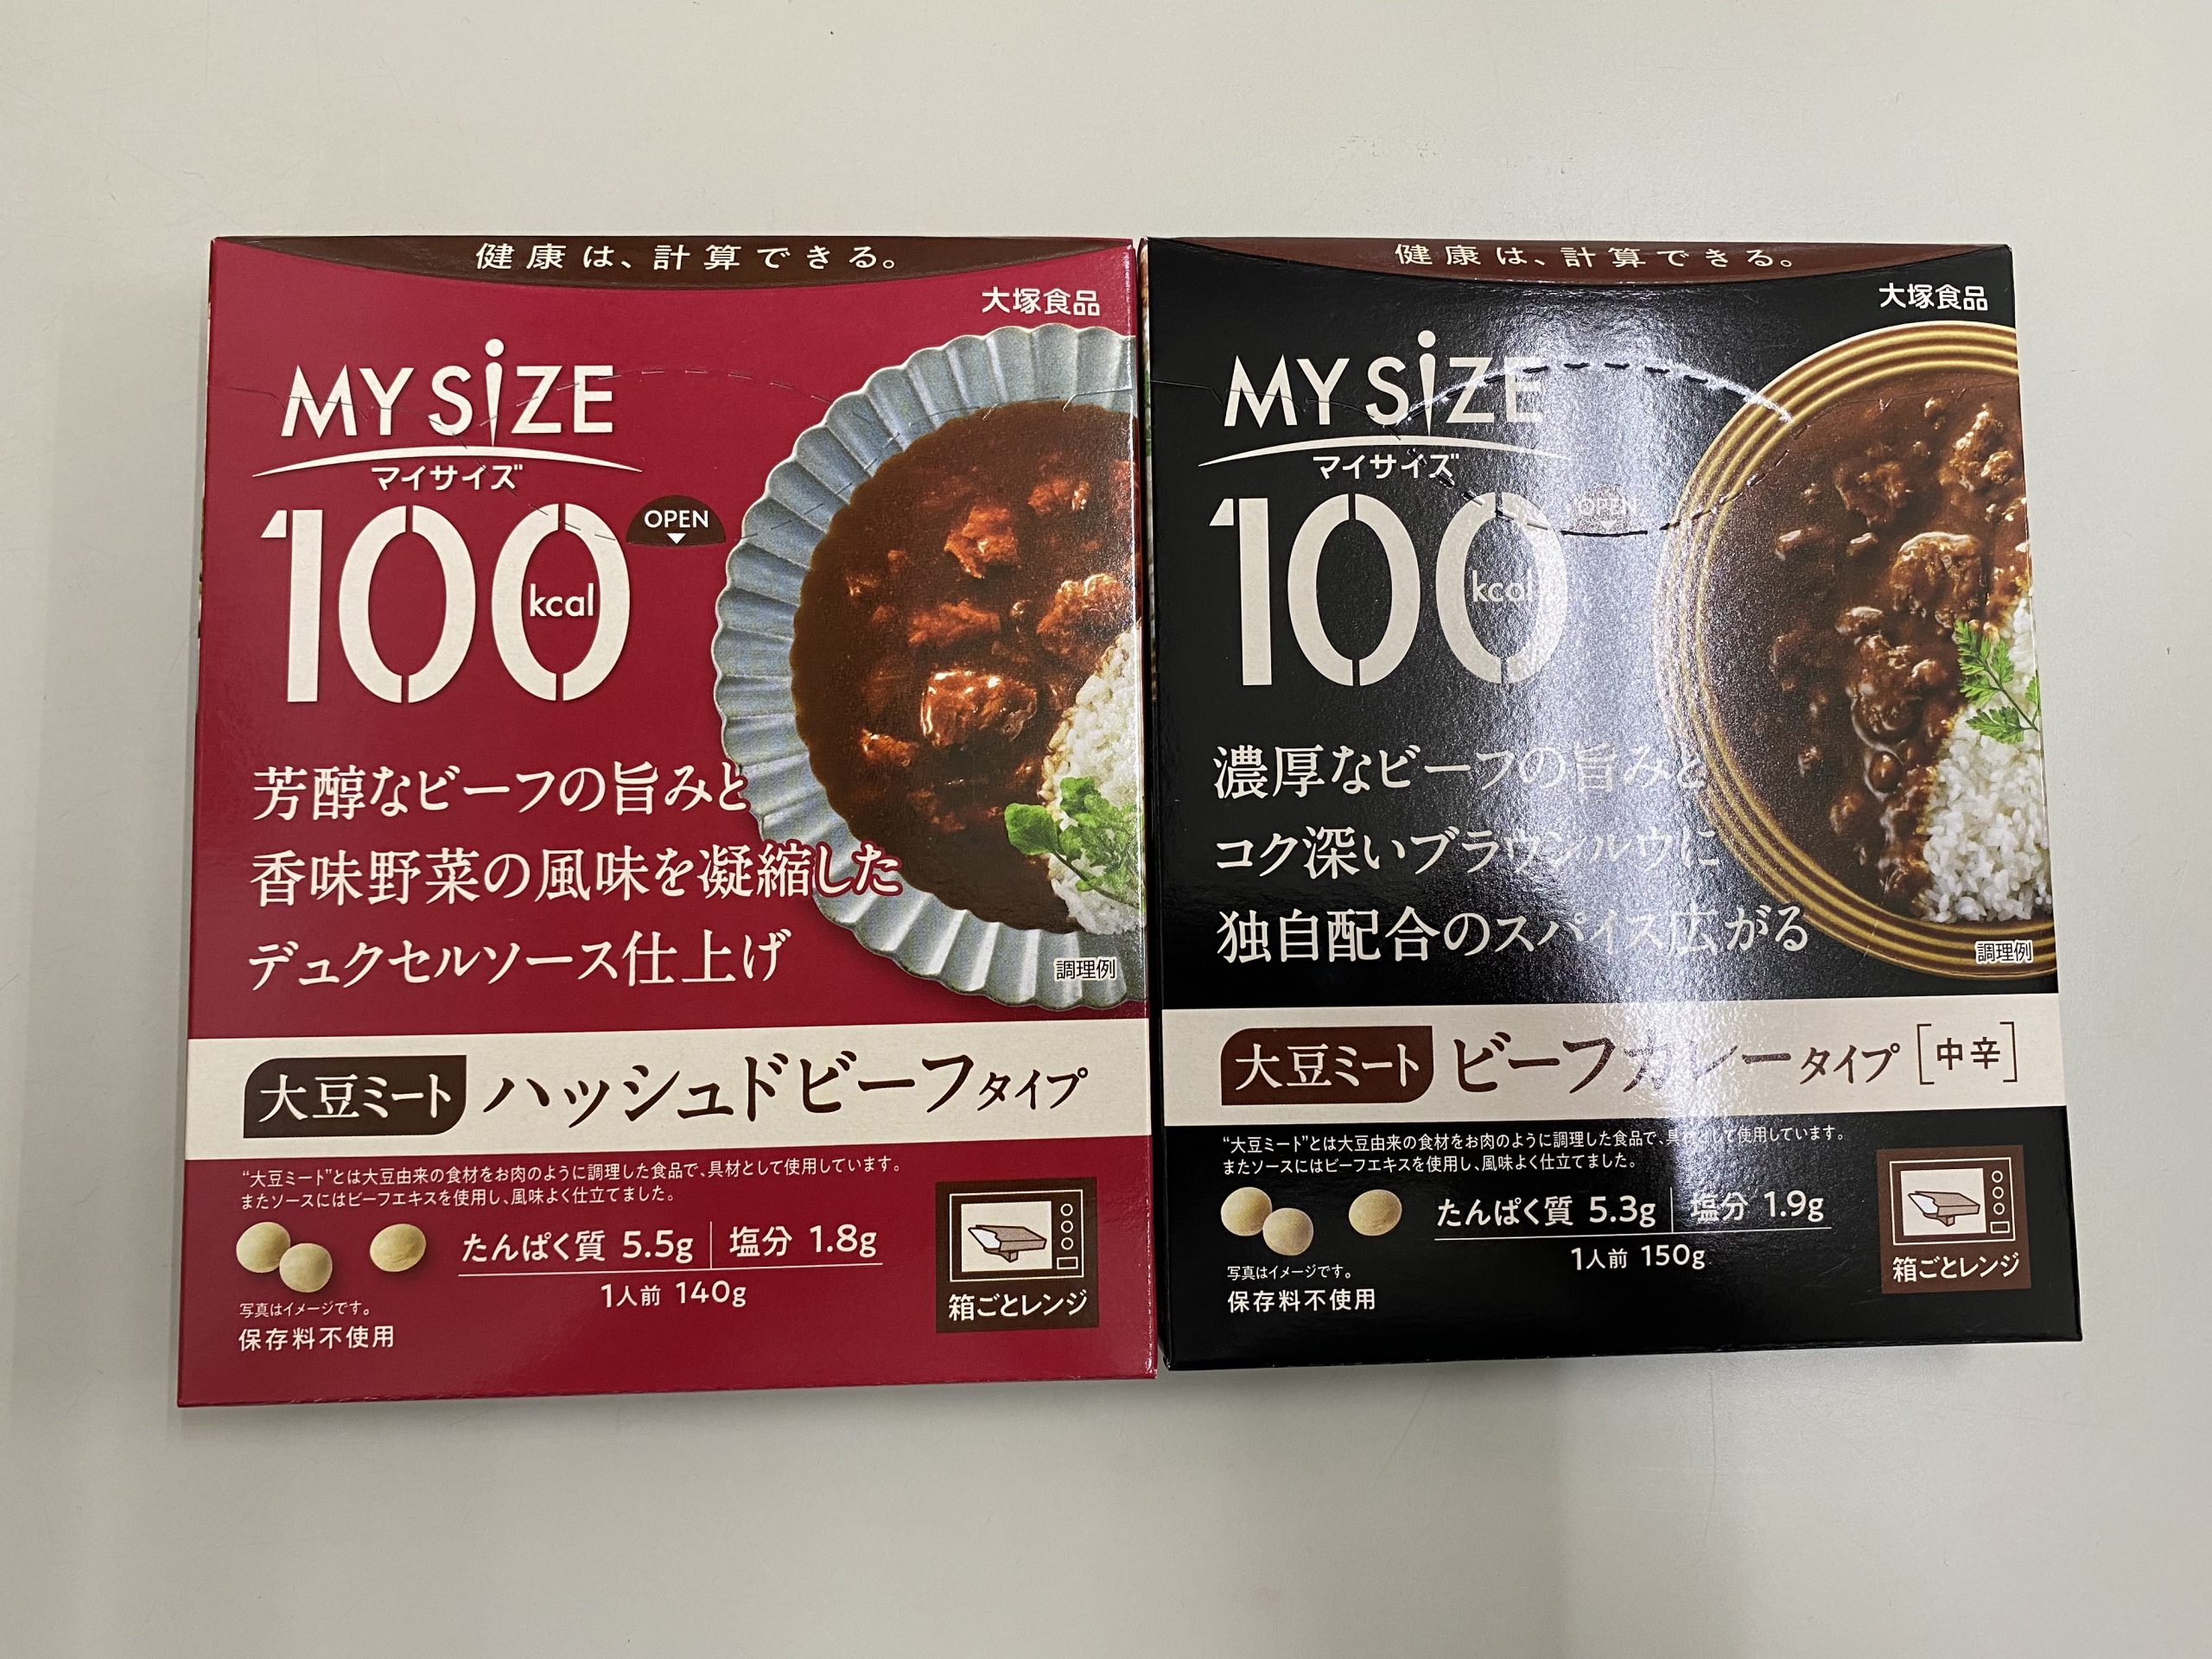 健康は、計算できる。
大塚食品
MY SiZE
マイサイズ
100
kcal
OPEN
芳醇なビーフの旨みと
香味野菜の風味を凝縮した
デュクセルソース仕上げ
調理例
大豆ミート ハッシュドビーフタイプ
“大豆ミート”とは大豆由来の食材をお肉のように調理した食品で、具材として使用しています。
またソースにはビーフエキスを使用し、風味よく仕立てました。
たんぱく質 5.5g 塩分 1.8g
1人前 140g
写真はイメージです。
保存料不使用
箱ごとレンジ
健康は、計算できる。
大塚食品
MY SiZE
マイサイズ
100
kcal
OPEN
濃厚なビーフの旨みと
コク深いブラウンルウに
独自配合のスパイス広がる
調理例
大豆ミート ビーフカレータイプ [中辛]
“大豆ミート”とは大豆由来の食材をお肉のように調理した食品で、具材として使用しています。
またソースにはビーフエキスを使用し、風味よく仕立てました。
たんぱく質 5.3g 塩分 1.9g
1人前 150g
写真はイメージです。
保存料不使用
箱ごとレンジ